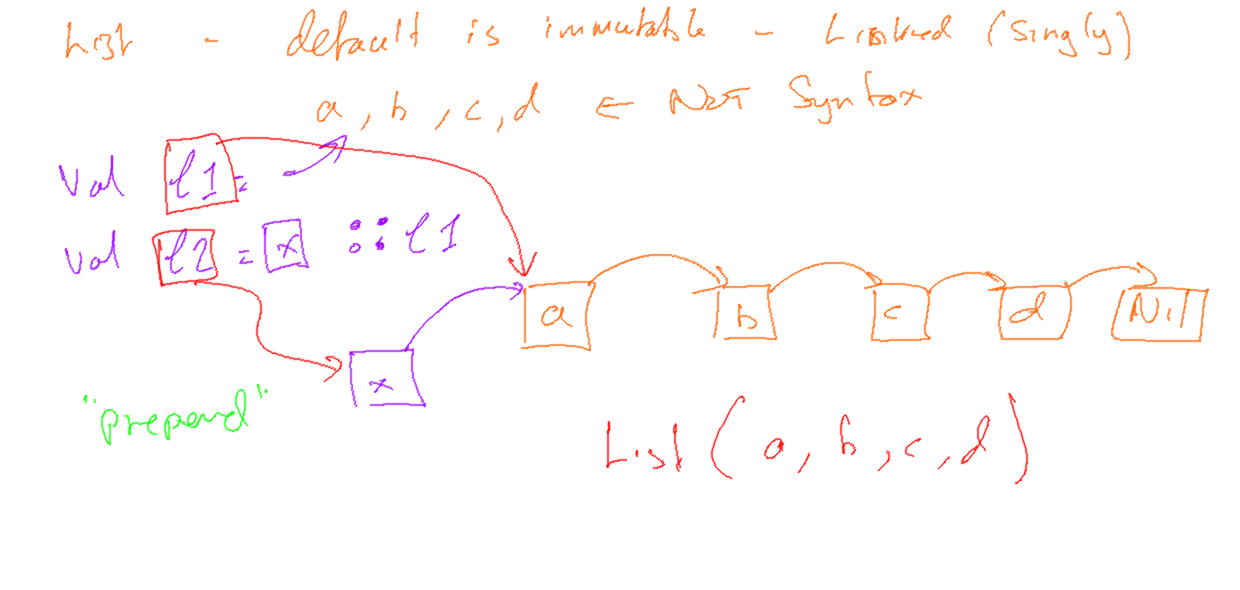 List - default is immutable - Linked (Singly)
a, b, c, d ← NOT Syntax
val l1 =
val l2 = x :: l1
a b c d Nil
x
"prepend"
List (a, b, c, d)